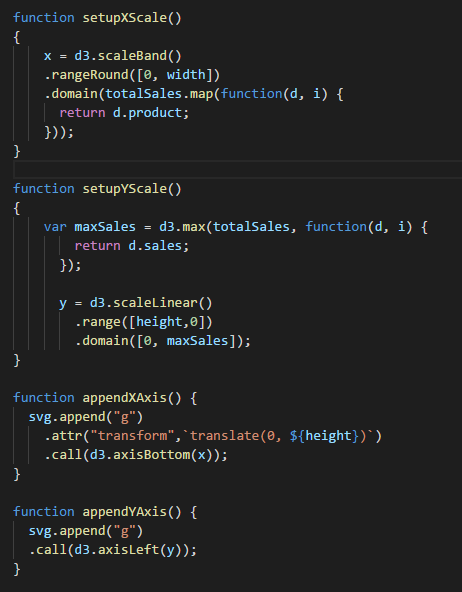 function setupXScale()
{
    x = d3.scaleBand()
    .rangeRound([0, width])
    .domain(totalSales.map(function(d, i) {
      return d.product;
    }));
}
function setupYScale()
{
    var maxSales = d3.max(totalSales, function(d, i) {
        return d.sales;
      });
      y = d3.scaleLinear()
        .range([height,0])
        .domain([0, maxSales]);
}
function appendXAxis() {
  svg.append("g")
    .attr("transform",`translate(0, ${height})`)
    .call(d3.axisBottom(x));
}
function appendYAxis() {
  svg.append("g")
  .call(d3.axisLeft(y));
}